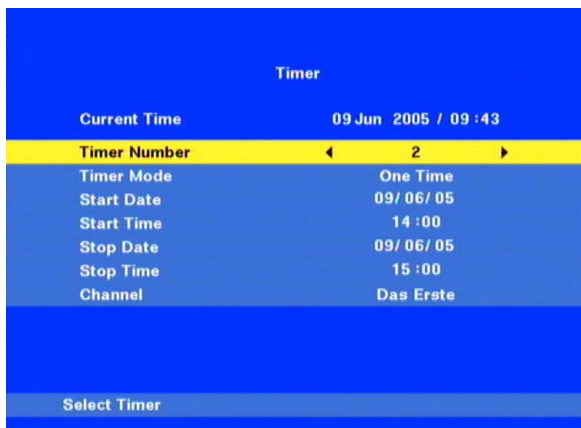 Timer
Current Time 09 Jun 2005 / 09:43
Timer Number 2
Timer Mode One Time
Start Date 09/06/05
Start Time 14:00
Stop Date 09/06/05
Stop Time 15:00
Channel Das Erste
Select Timer